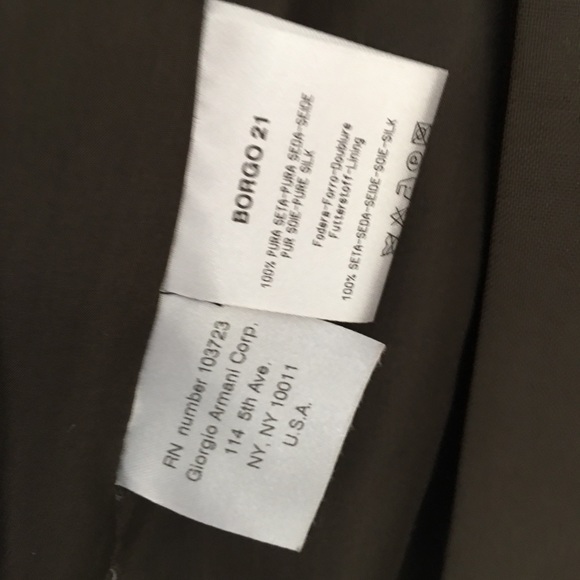 BORGO 21
100% PURA SETA-PURA SEDA-SEIDE
PUR SOIE-PURE SILK
Fodera-Forro-Doublure
Futterstoff-Lining
100% SETA-SEDA-SEIDE-SOIE-SILK
RN number 103723
Giorgio Armani Corp.
114 5th Ave.
NY, NY 10011
U.S.A.